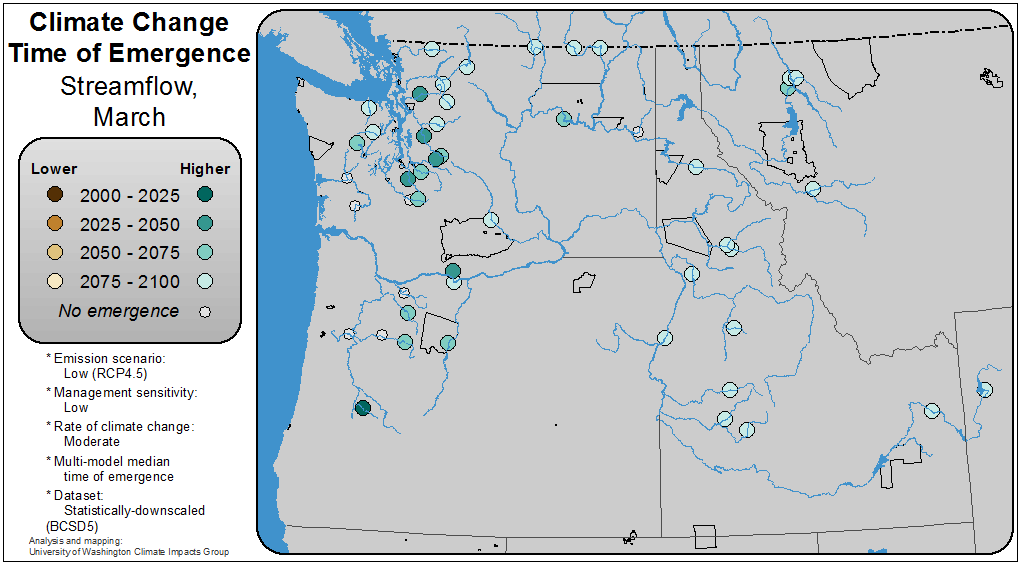 Climate Change
Time of Emergence
Streamflow,
March
Lower Higher
2000 - 2025
2025 - 2050
2050 - 2075
2075 - 2100
No emergence
* Emission scenario:
Low (RCP4.5)
* Management sensitivity:
Low
* Rate of climate change:
Moderate
* Multi-model median
time of emergence
* Dataset:
Statistically-downscaled
(BCSD5)
Analysis and mapping:
University of Washington Climate Impacts Group